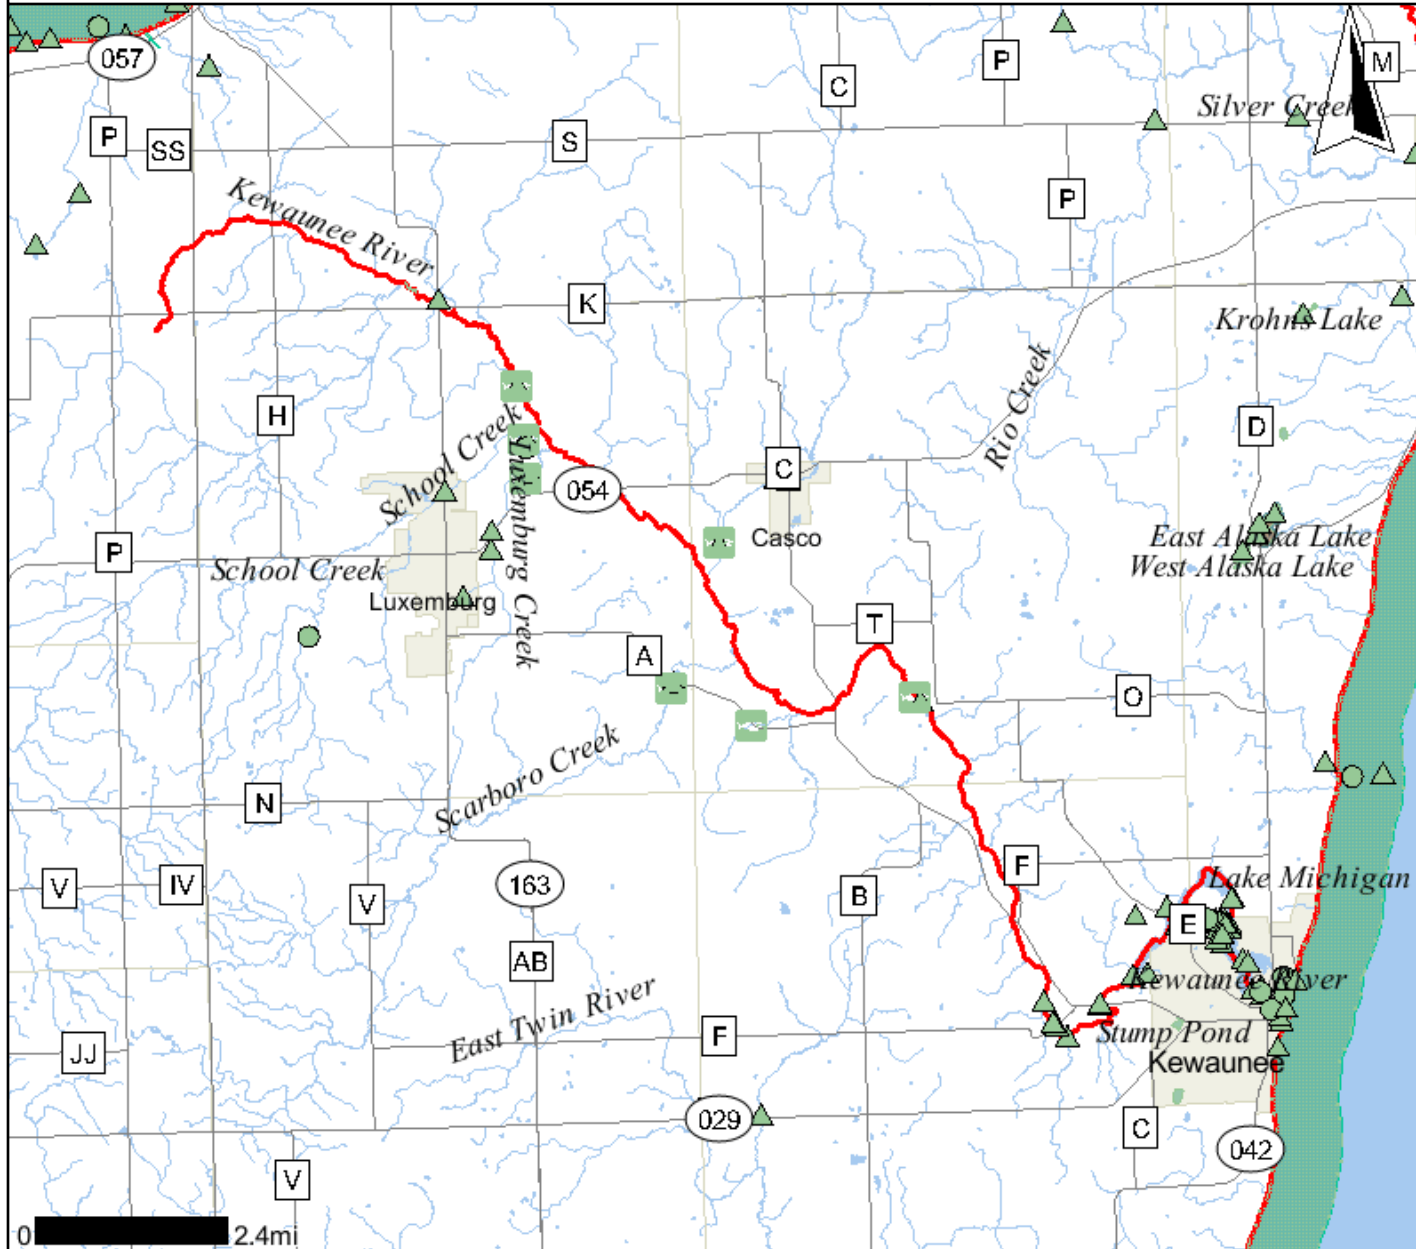 057
C
P
M
Silver Creek
P
SS
S
P
Kewaunee River
K
Krohns Lake
Rio Creek
H
D
School Creek
C
054
Luxemburg Creek
East Alaska Lake
West Alaska Lake
P
Casco
School Creek
Luxemburg
T
A
O
Scarboro Creek
N
F
Lake Michigan
V
IV
163
V
B
E
AB
Kewaunee River
East Twin River
F
Stump Pond
JJ
Kewaunee
029
C
042
V
0
2.4mi